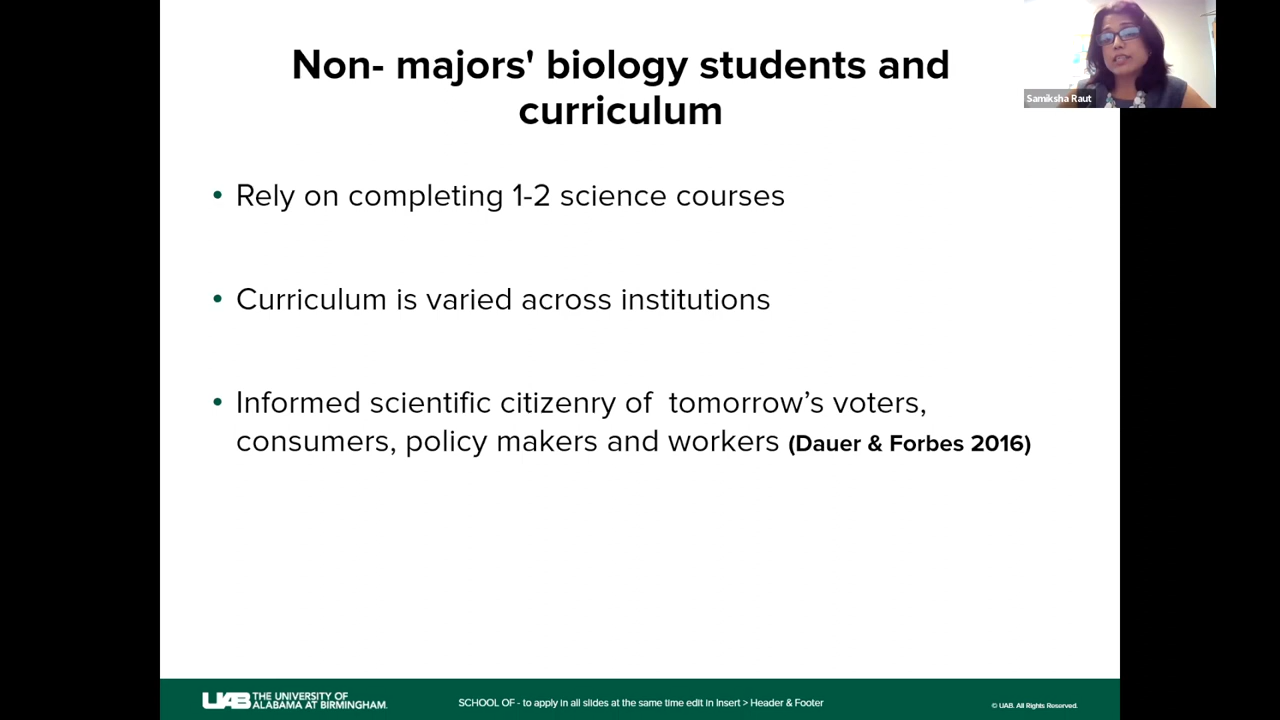 Non- majors' biology students and
curriculum
Samiksha Raut
• Rely on completing 1-2 science courses
• Curriculum is varied across institutions
• Informed scientific citizenry of  tomorrow’s voters,
consumers, policy makers and workers (Dauer & Forbes 2016)
UAB THE UNIVERSITY OF
ALABAMA AT BIRMINGHAM.
SCHOOL OF - to apply in all slides at the same time edit in Insert > Header & Footer
© UAB. All Rights Reserved.